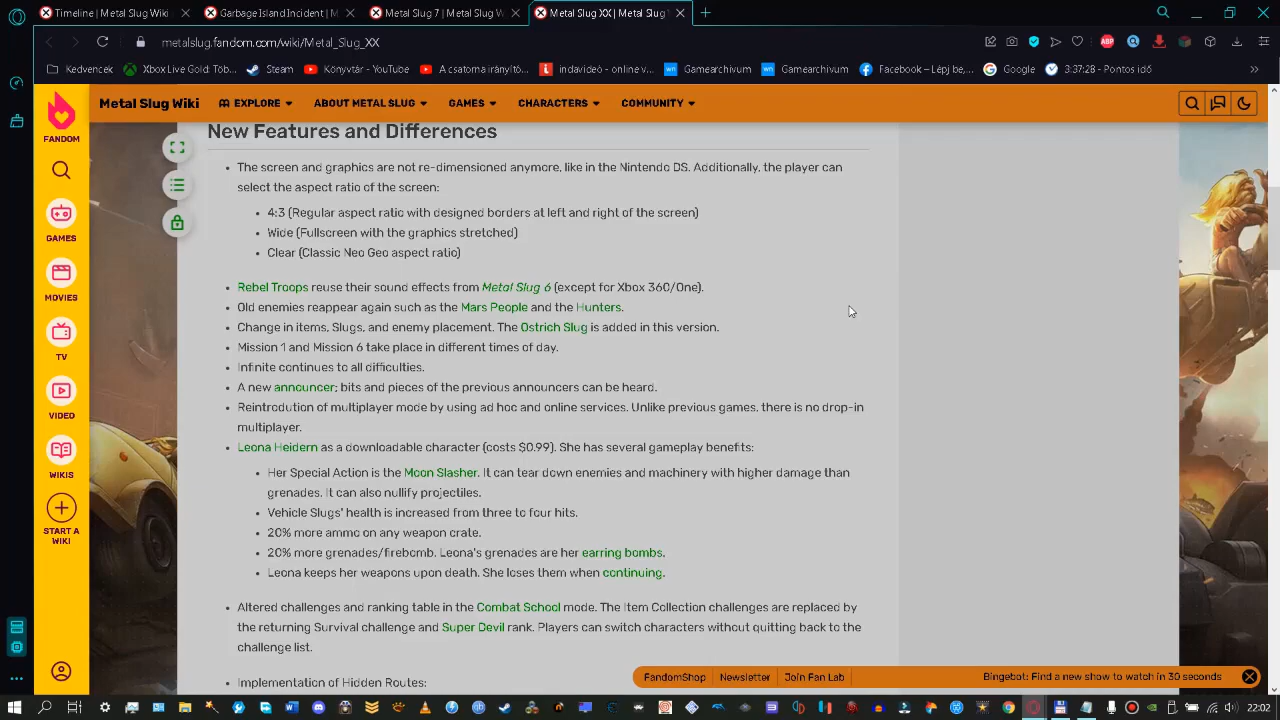 Timeline | Metal Slug Wiki
Garbage Island Incident | M
Metal Slug 7 | Metal Slug W
Metal Slug XX | Metal Slug
metalslug.fandom.com/wiki/Metal_Slug_XX
ABP
Kedvencek
Xbox Live Gold: Töb...
Steam
Könyvtár - YouTube
A csatorna irányító...
indavideó - online v...
Gamearchivum
Gamearchivum
Facebook – Lépj be,...
Google
3:37:28 - Pontos idő
Metal Slug Wiki
EXPLORE
ABOUT METAL SLUG
GAMES
CHARACTERS
COMMUNITY
FANDOM
GAMES
MOVIES
TV
VIDEO
WIKIS
START A
WIKI
New Features and Differences
The screen and graphics are not re-dimensioned anymore, like in the Nintendo DS. Additionally, the player can
select the aspect ratio of the screen:
4:3 (Regular aspect ratio with designed borders at left and right of the screen)
Wide (Fullscreen with the graphics stretched)
Clear (Classic Neo Geo aspect ratio)
Rebel Troops reuse their sound effects from Metal Slug 6 (except for Xbox 360/One).
Old enemies reappear again such as the Mars People and the Hunters.
Change in items, Slugs, and enemy placement. The Ostrich Slug is added in this version.
Mission 1 and Mission 6 take place in different times of day.
Infinite continues to all difficulties.
A new announcer; bits and pieces of the previous announcers can be heard.
Reintrodution of multiplayer mode by using ad hoc and online services. Unlike previous games, there is no drop-in
multiplayer.
Leona Heidern as a downloadable character (costs $0.99). She has several gameplay benefits:
Her Special Action is the Moon Slasher. It can tear down enemies and machinery with higher damage than
grenades. It can also nullify projectiles.
Vehicle Slugs' health is increased from three to four hits.
20% more ammo on any weapon crate.
20% more grenades/firebomb. Leona's grenades are her earring bombs.
Leona keeps her weapons upon death. She loses them when continuing.
Altered challenges and ranking table in the Combat School mode. The Item Collection challenges are replaced by
the returning Survival challenge and Super Devil rank. Players can switch characters without quitting back to the
challenge list.
Implementation of Hidden Routes:
FandomShop
Newsletter
Join Fan Lab
Bingebot: Find a new show to watch in 30 seconds
22:02